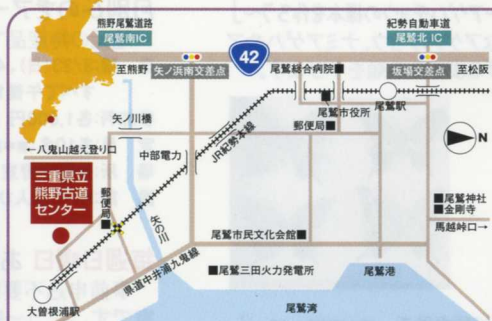 熊野尾鷲道路
尾鷲南IC
紀勢自動車道
尾鷲北 IC
42
至熊野
矢ノ浜南交差点
尾鷲総合病院■
坂場交差点
至松阪
■
尾鷲市役所
尾鷲駅
矢ノ川橋
郵便局■
JR紀勢本線
N
←八鬼山越え登り口
中部電力
三重県立
熊野古道
センター
郵便局■
矢の川
■尾鷲神社
■金剛寺
馬越峠口→
尾鷲市民文化会館■
県道中井浦九鬼線
■尾鷲三田火力発電所
尾鷲港
大曽根浦駅
尾鷲湾